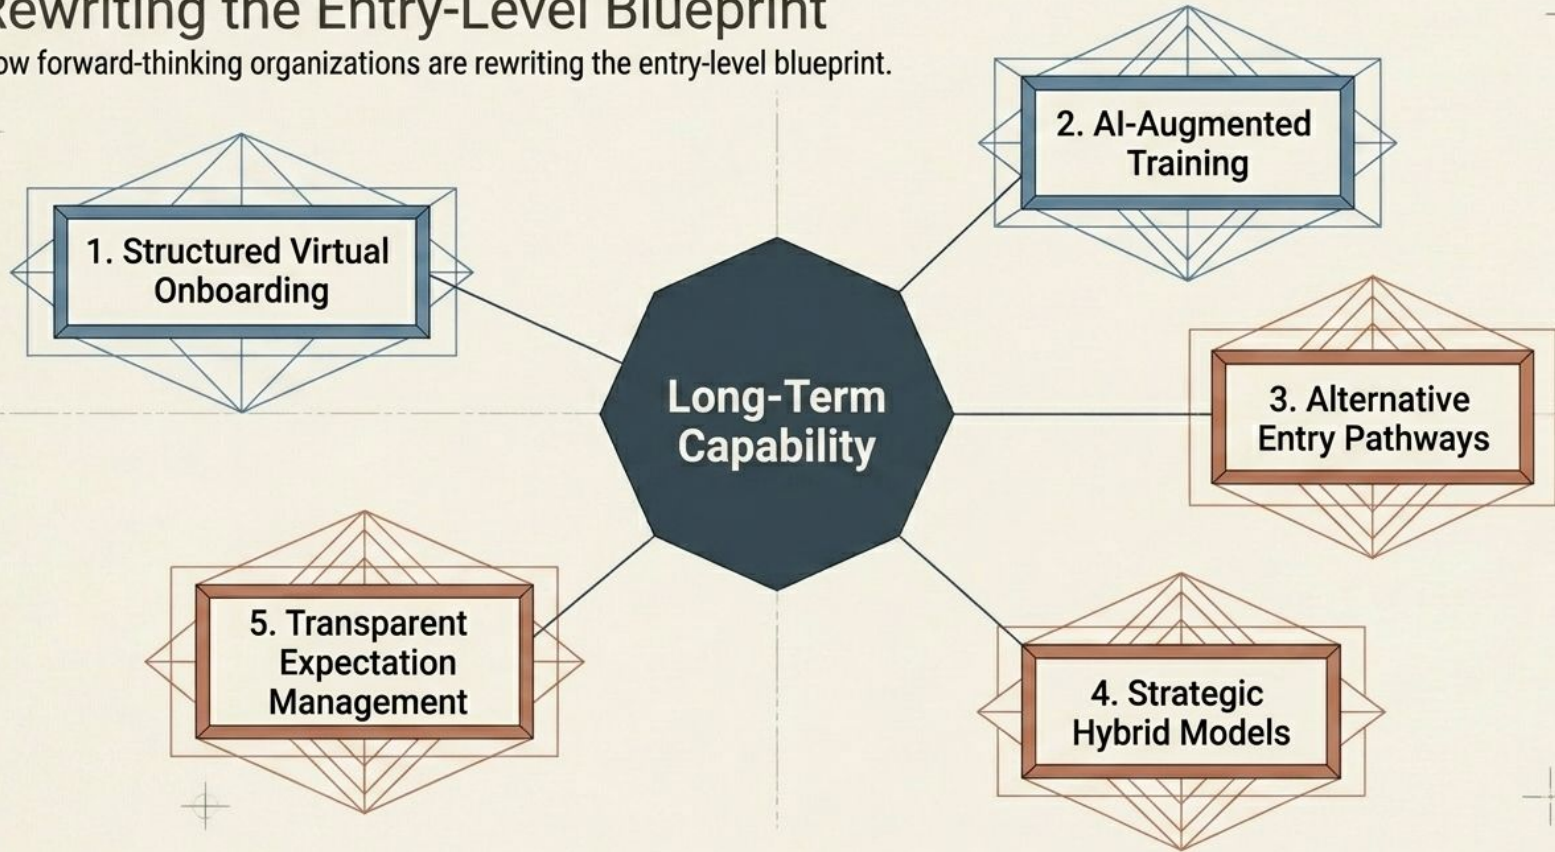 Rewriting the Entry-Level Blueprint
ow forward-thinking organizations are rewriting the entry-level blueprint.
1. Structured Virtual
Onboarding
2. AI-Augmented
Training
Long-Term
Capability
3. Alternative
Entry Pathways
4. Strategic
Hybrid Models
5. Transparent
Expectation
Management